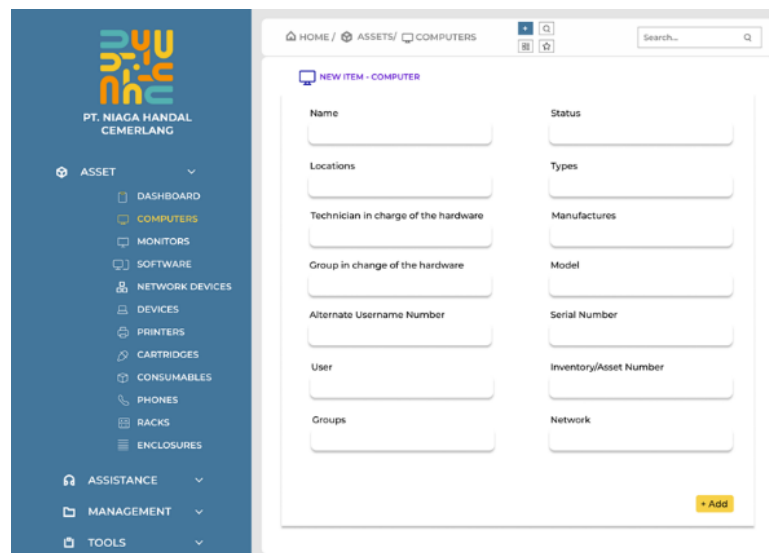 PT. NIAGA HANDAL
CEMERLANG
ASSET
DASHBOARD
COMPUTERS
MONITORS
SOFTWARE
NETWORK DEVICES
DEVICES
PRINTERS
CARTRIDGES
CONSUMABLES
PHONES
RACKS
ENCLOSURES
ASSISTANCE
MANAGEMENT
TOOLS
HOME / ASSETS/ COMPUTERS
+
Search...
NEW ITEM - COMPUTER
Name
Status
Locations
Types
Technician in charge of the hardware
Manufactures
Group in change of the hardware
Model
Alternate Username Number
Serial Number
User
Inventory/Asset Number
Groups
Network
+ Add